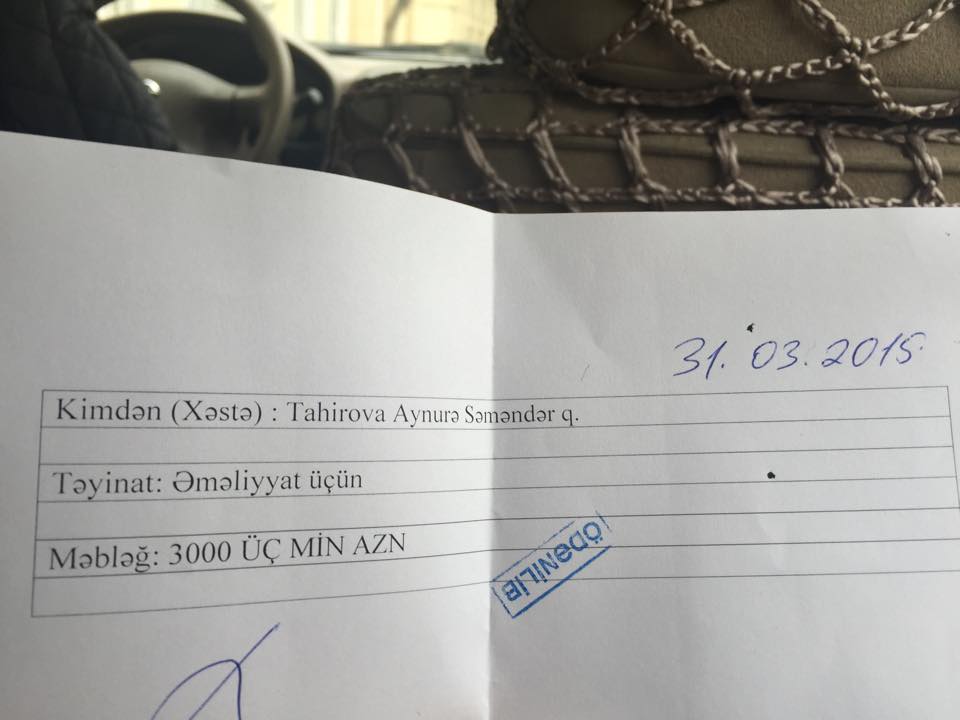 31.03.2015
Kimdən (Xəstə) : Tahirova Aynurə Səməndər q.
Təyinat: Əməliyyat üçün
Məbləğ: 3000 ÜÇ MİN AZN
ÖDƏNİLİB